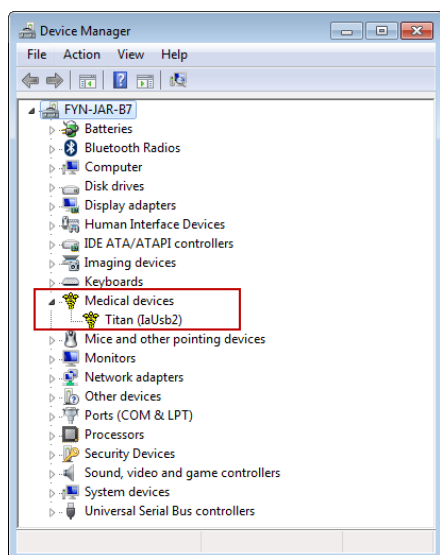 Device Manager
File Action View Help
FYN-JAR-B7
Batteries
Bluetooth Radios
Computer
Disk drives
Display adapters
Human Interface Devices
IDE ATA/ATAPI controllers
Imaging devices
Keyboards
Medical devices
Titan (IaUsb2)
Mice and other pointing devices
Monitors
Network adapters
Other devices
Ports (COM & LPT)
Processors
Security Devices
Sound, video and game controllers
System devices
Universal Serial Bus controllers